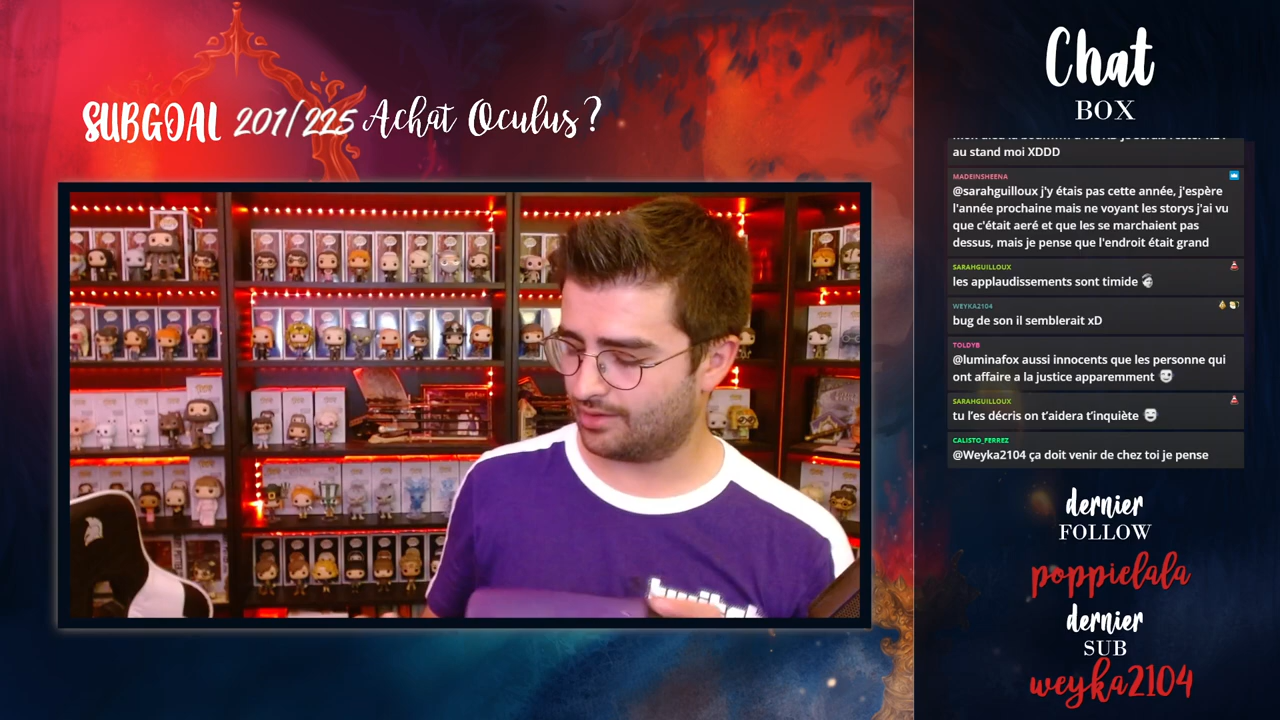 SUBGOAL 201/225 Achat Oculus?
Chat
BOX
au stand moi XDDD
MADEINSHEENA
@sarahguilloux j'y étais pas cette année, j'espère
l'année prochaine mais ne voyant les storys j'ai vu
que c'était aeré et que les se marchaient pas
dessus, mais je pense que l'endroit était grand
SARAHGUILLOUX
les applaudissements sont timide
WEYKA2104
bug de son il semblerait xD
TOLDYB
@luminafox aussi innocents que les personne qui
ont affaire a la justice apparemment
SARAHGUILLOUX
tu l'es décris on t'aidera t'inquiète
CALISTO_PERREZ
@Weyka2104 ça doit venir de chez toi je pense
dernier
FOLLOW
poppielala
dernier
SUB
weyka2104